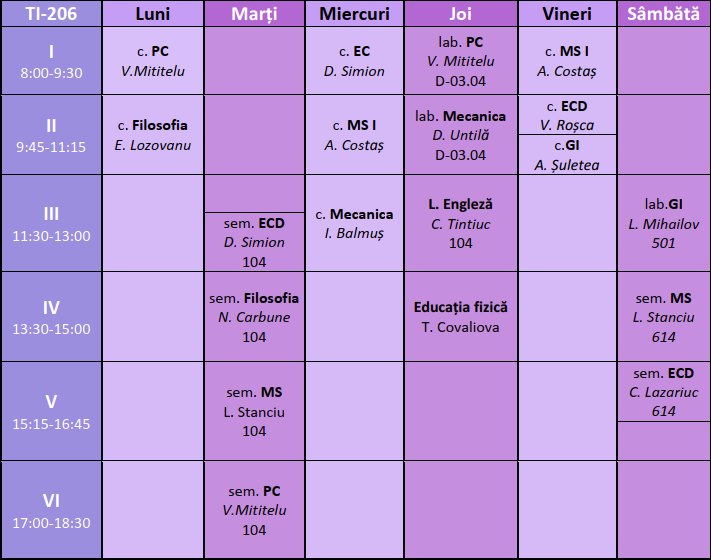 TI-206 Luni Marți Miercuri Joi Vineri Sâmbătă
I
8:00-9:30
c. PC
V.Mititelu
c. EC
D. Simion
lab. PC
V. Mititelu
D-03.04
c. MS I
A. Costaș
II
9:45-11:15
c. Filosofia
E. Lozovanu
c. MS I
A. Costaș
lab. Mecanica
D. Untilă
D-03.04
c. ECD
V. Roșca
c.GI
A. Șuletea
III
11:30-13:00
sem. ECD
D. Simion
104
c. Mecanica
I. Balmuș
L. Engleză
C. Tintiuc
104
lab.GI
L. Mihailov
501
IV
13:30-15:00
sem. Filosofia
N. Carbune
104
Educația fizică
T. Covaliova
sem. MS
L. Stanciu
614
V
15:15-16:45
sem. MS
L. Stanciu
104
sem. ECD
C. Lazariuc
614
VI
17:00-18:30
sem. PC
V.Mititelu
104